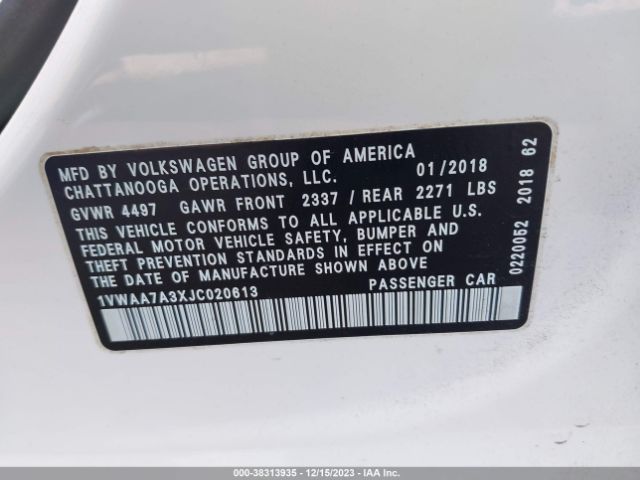 MFD BY VOLKSWAGEN GROUP OF AMERICA
CHATTANOOGA OPERATIONS, LLC. 01/2018
GVWR 4497 GAWR FRONT 2337 / REAR 2271 LBS
THIS VEHICLE CONFORMS TO ALL APPLICABLE U.S.
FEDERAL MOTOR VEHICLE SAFETY, BUMPER AND
THEFT PREVENTION STANDARDS IN EFFECT ON
THE DATE OF MANUFACTURE SHOWN ABOVE
1VWAA7A3XJC020613 PASSENGER CAR
0220052 2018 62
000-38313935 - 12/15/2023 - IAAI.COM